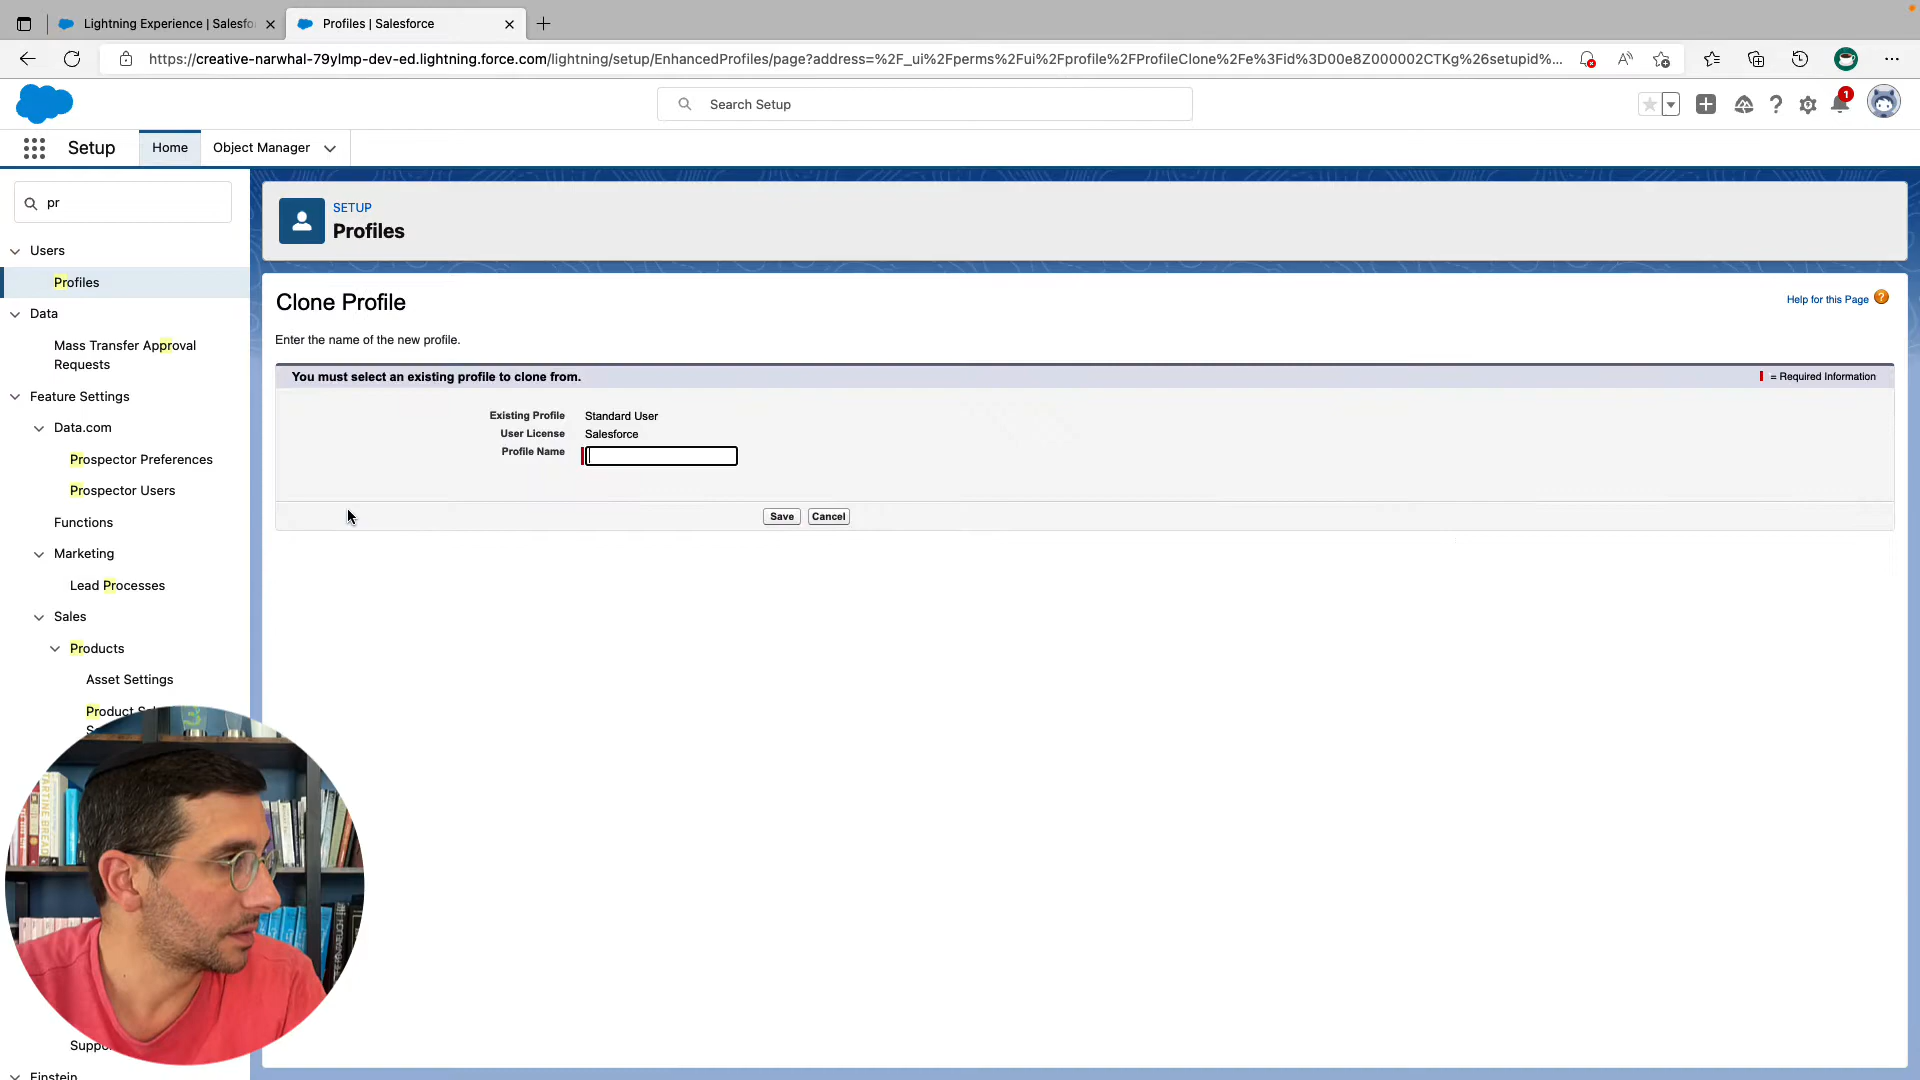 Lightning Experience | Salesfo
Profiles | Salesforce
https://creative-narwhal-79ylmp-dev-ed.lightning.force.com/lightning/setup/EnhancedProfiles/page?address=%2F_ui%2Fperms%2Fui%2Fprofile%2FProfileClone%2Fe%3Fid%3D00e8Z000002CTKg%26setupid%...
Search Setup
1
Setup
Home
Object Manager
pr
SETUP
Profiles
Users
Profiles
Data
Mass Transfer Approval
Requests
Feature Settings
Data.com
Prospector Preferences
Prospector Users
Functions
Marketing
Lead Processes
Sales
Products
Asset Settings
Product
Einstein
Clone Profile
Help for this Page ?
Enter the name of the new profile.
You must select an existing profile to clone from.
= Required Information
Existing Profile Standard User
User License Salesforce
Profile Name
Save Cancel